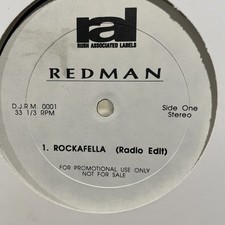 ral
RUSH ASSOCIATED LABELS
REDMAN
D.J.R.M. 0001
33 1/3 RPM
Side One
Stereo
1. ROCKAFELLA (Radio Edit)
FOR PROMOTIONAL USE ONLY
NOT FOR SALE